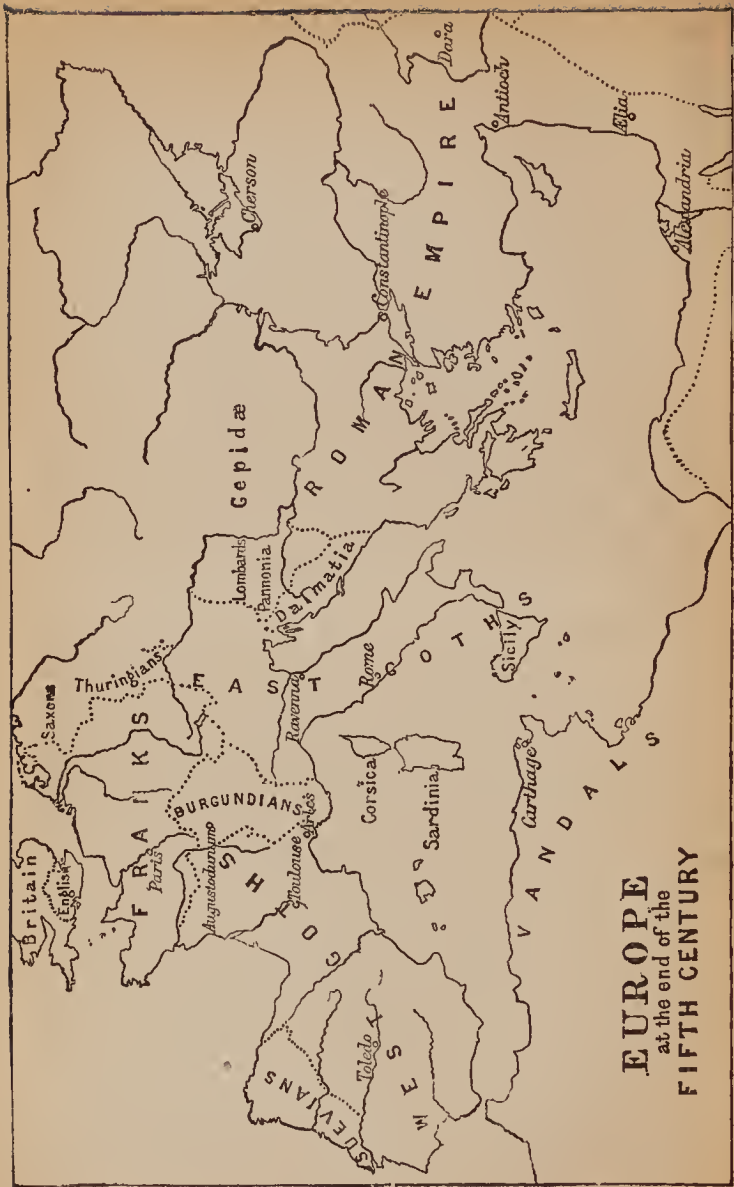 Britain
English
Saxons
Thuringians
FRANKS
Paris
BURGUNDIANS
Augustodunum
Toulouse
Arles
WEST GOTHS
SUEVIANS
Toledo
EAST GOTHS
Ravenna
Rome
Corsica
Sardinia
Sicily
Lombards
Pannonia
Dalmatia
Gepidæ
ROMAN EMPIRE
Constantinople
Cherson
Dara
Antioch
Ælia
Alexandria
Carthage
VANDALS
EUROPE
at the end of the
FIFTH CENTURY